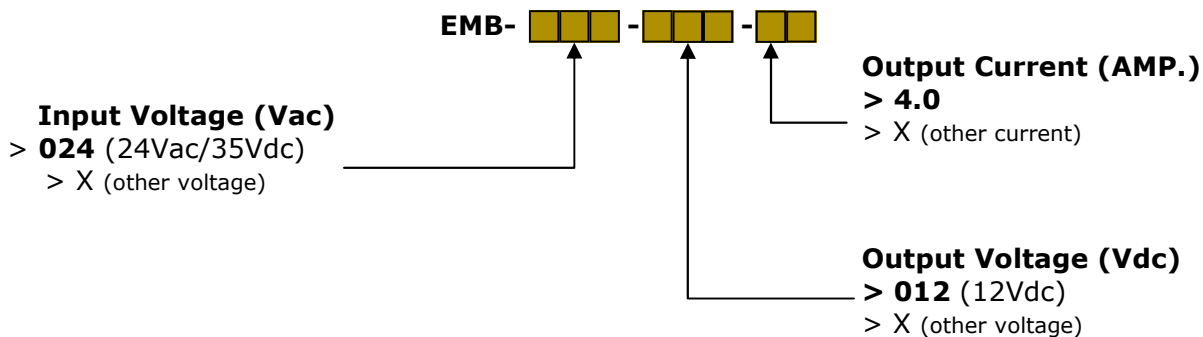 EMB- - -
Input Voltage (Vac)
> 024 (24Vac/35Vdc)
> X (other voltage)
Output Current (AMP.)
> 4.0
> X (other current)
Output Voltage (Vdc)
> 012 (12Vdc)
> X (other voltage)